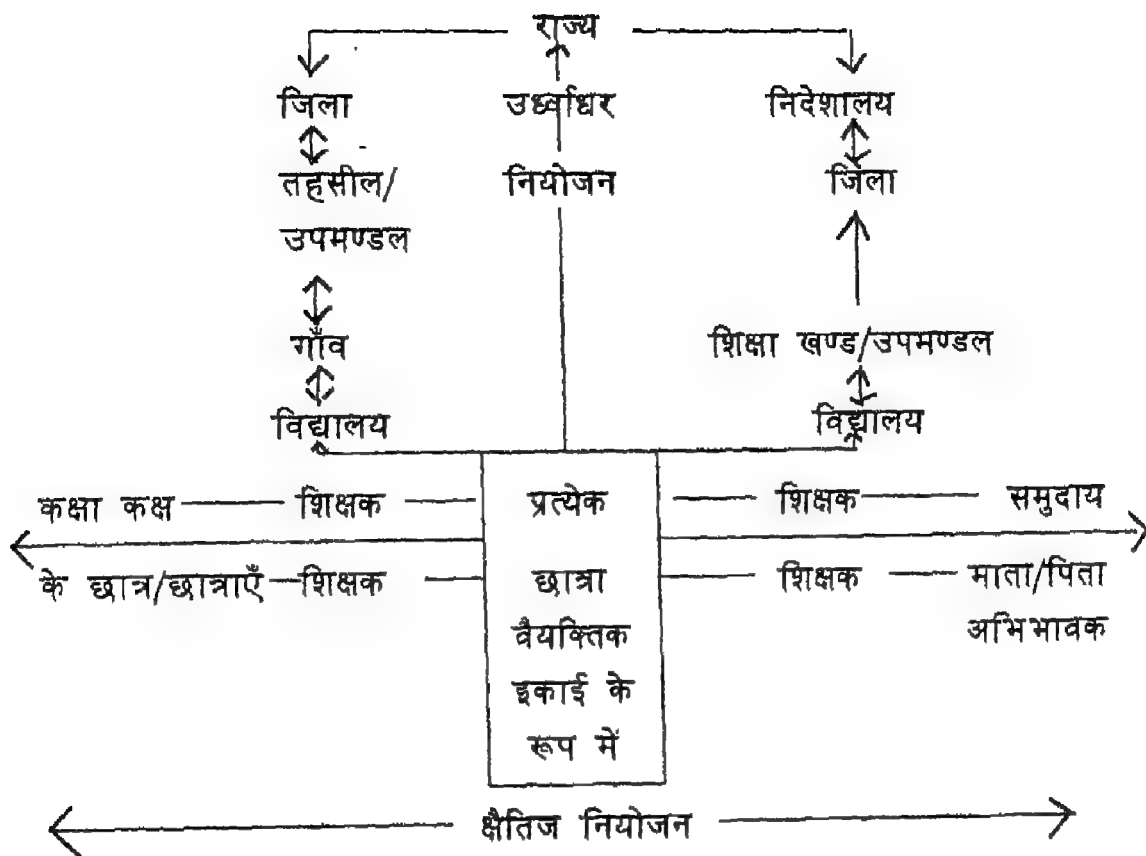 राज्य
जिला उर्ध्वाधर निदेशालय
तहसील/ नियोजन जिला
उपमण्डल
गाँव शिक्षा खण्ड/उपमण्डल
विद्यालय विद्यालय
कक्षा कक्ष शिक्षक प्रत्येक शिक्षक समुदाय
के छात्र/छात्राएँ शिक्षक छात्रा शिक्षक माता/पिता
वैयक्तिक अभिभावक
इकाई के
रूप में
क्षैतिज नियोजन